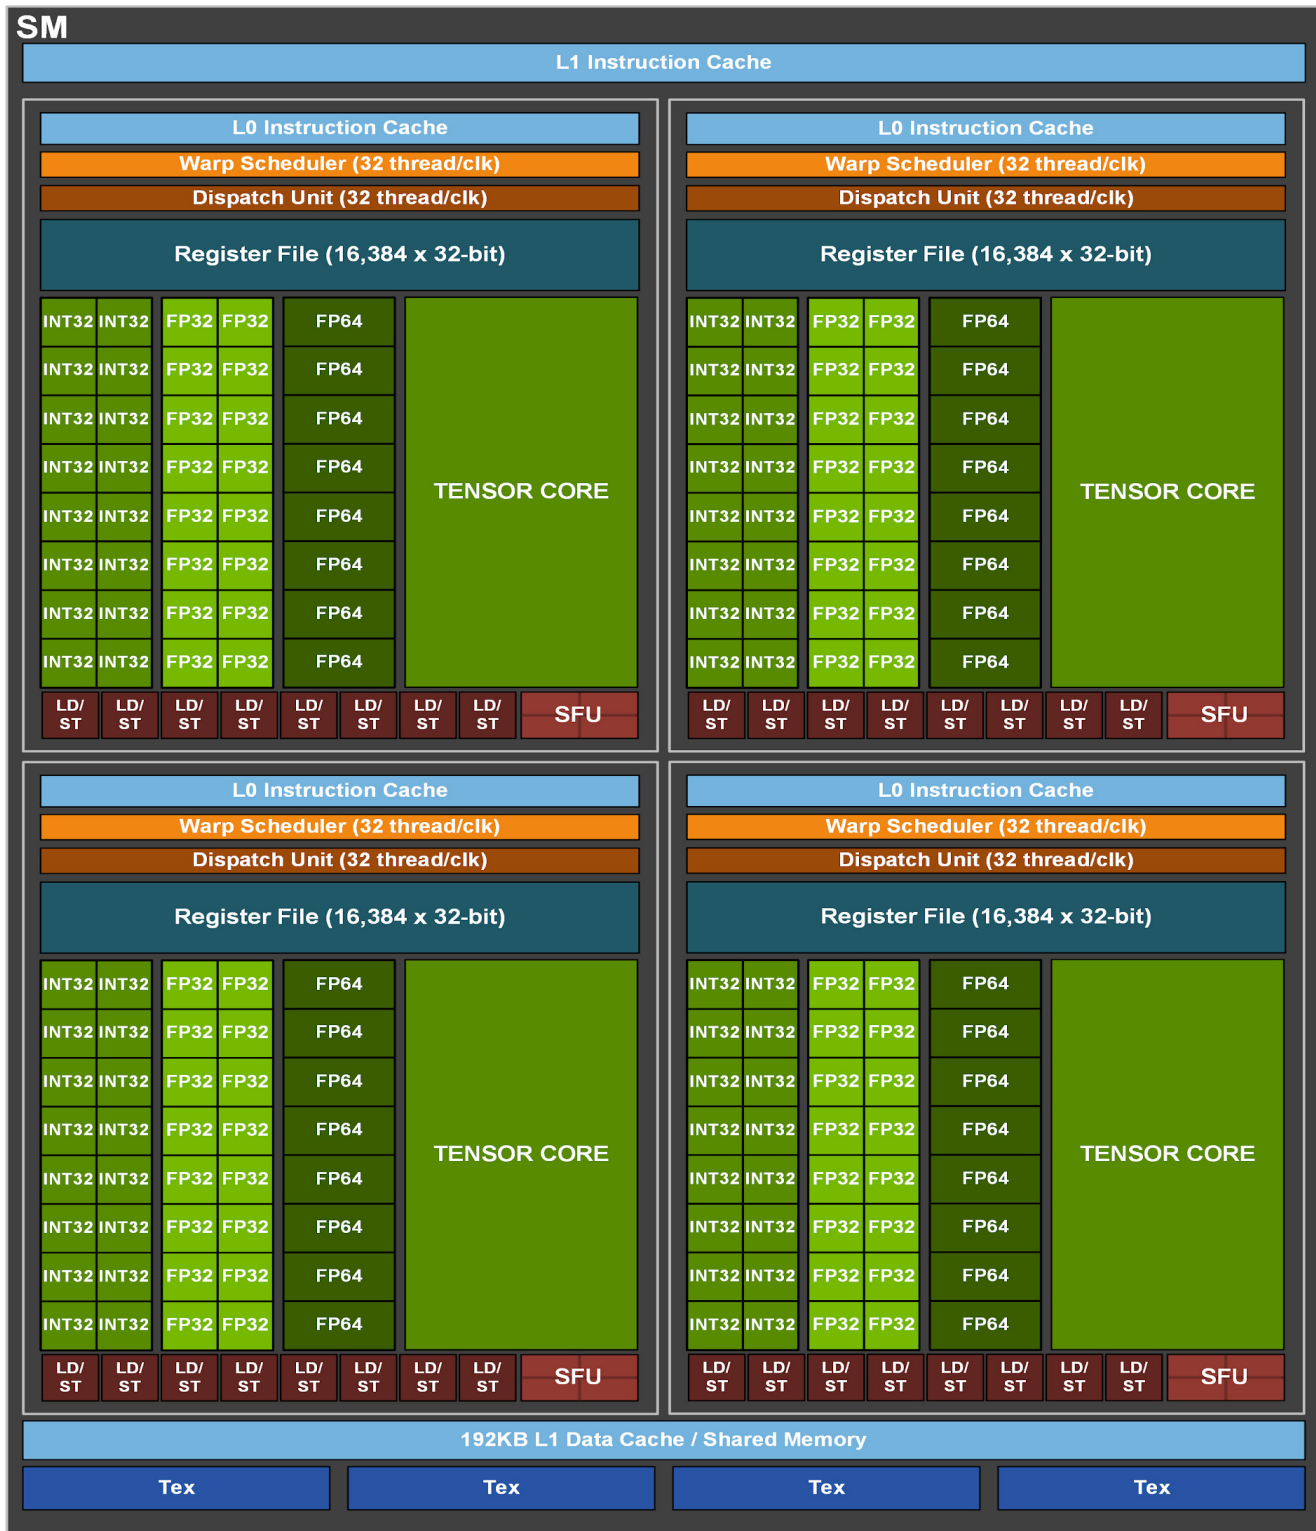 SM
L1 Instruction Cache
L0 Instruction Cache L0 Instruction Cache
Warp Scheduler (32 thread/clk) Warp Scheduler (32 thread/clk)
Dispatch Unit (32 thread/clk) Dispatch Unit (32 thread/clk)
Register File (16,384 x 32-bit) Register File (16,384 x 32-bit)
INT32 INT32 FP32 FP32 FP64 INT32 INT32 FP32 FP32 FP64
INT32 INT32 FP32 FP32 FP64 INT32 INT32 FP32 FP32 FP64
INT32 INT32 FP32 FP32 FP64 INT32 INT32 FP32 FP32 FP64
INT32 INT32 FP32 FP32 FP64 INT32 INT32 FP32 FP32 FP64
TENSOR CORE TENSOR CORE
INT32 INT32 FP32 FP32 FP64 INT32 INT32 FP32 FP32 FP64
INT32 INT32 FP32 FP32 FP64 INT32 INT32 FP32 FP32 FP64
INT32 INT32 FP32 FP32 FP64 INT32 INT32 FP32 FP32 FP64
INT32 INT32 FP32 FP32 FP64 INT32 INT32 FP32 FP32 FP64
LD/ LD/ LD/ LD/ LD/ LD/ LD/ LD/ SFU LD/ LD/ LD/ LD/ LD/ LD/ LD/ LD/ SFU
ST ST ST ST ST ST ST ST ST ST ST ST ST ST ST ST
L0 Instruction Cache L0 Instruction Cache
Warp Scheduler (32 thread/clk) Warp Scheduler (32 thread/clk)
Dispatch Unit (32 thread/clk) Dispatch Unit (32 thread/clk)
Register File (16,384 x 32-bit) Register File (16,384 x 32-bit)
INT32 INT32 FP32 FP32 FP64 INT32 INT32 FP32 FP32 FP64
INT32 INT32 FP32 FP32 FP64 INT32 INT32 FP32 FP32 FP64
INT32 INT32 FP32 FP32 FP64 INT32 INT32 FP32 FP32 FP64
INT32 INT32 FP32 FP32 FP64 INT32 INT32 FP32 FP32 FP64
TENSOR CORE TENSOR CORE
INT32 INT32 FP32 FP32 FP64 INT32 INT32 FP32 FP32 FP64
INT32 INT32 FP32 FP32 FP64 INT32 INT32 FP32 FP32 FP64
INT32 INT32 FP32 FP32 FP64 INT32 INT32 FP32 FP32 FP64
INT32 INT32 FP32 FP32 FP64 INT32 INT32 FP32 FP32 FP64
LD/ LD/ LD/ LD/ LD/ LD/ LD/ LD/ SFU LD/ LD/ LD/ LD/ LD/ LD/ LD/ LD/ SFU
ST ST ST ST ST ST ST ST ST ST ST ST ST ST ST ST
192KB L1 Data Cache / Shared Memory
Tex Tex Tex Tex